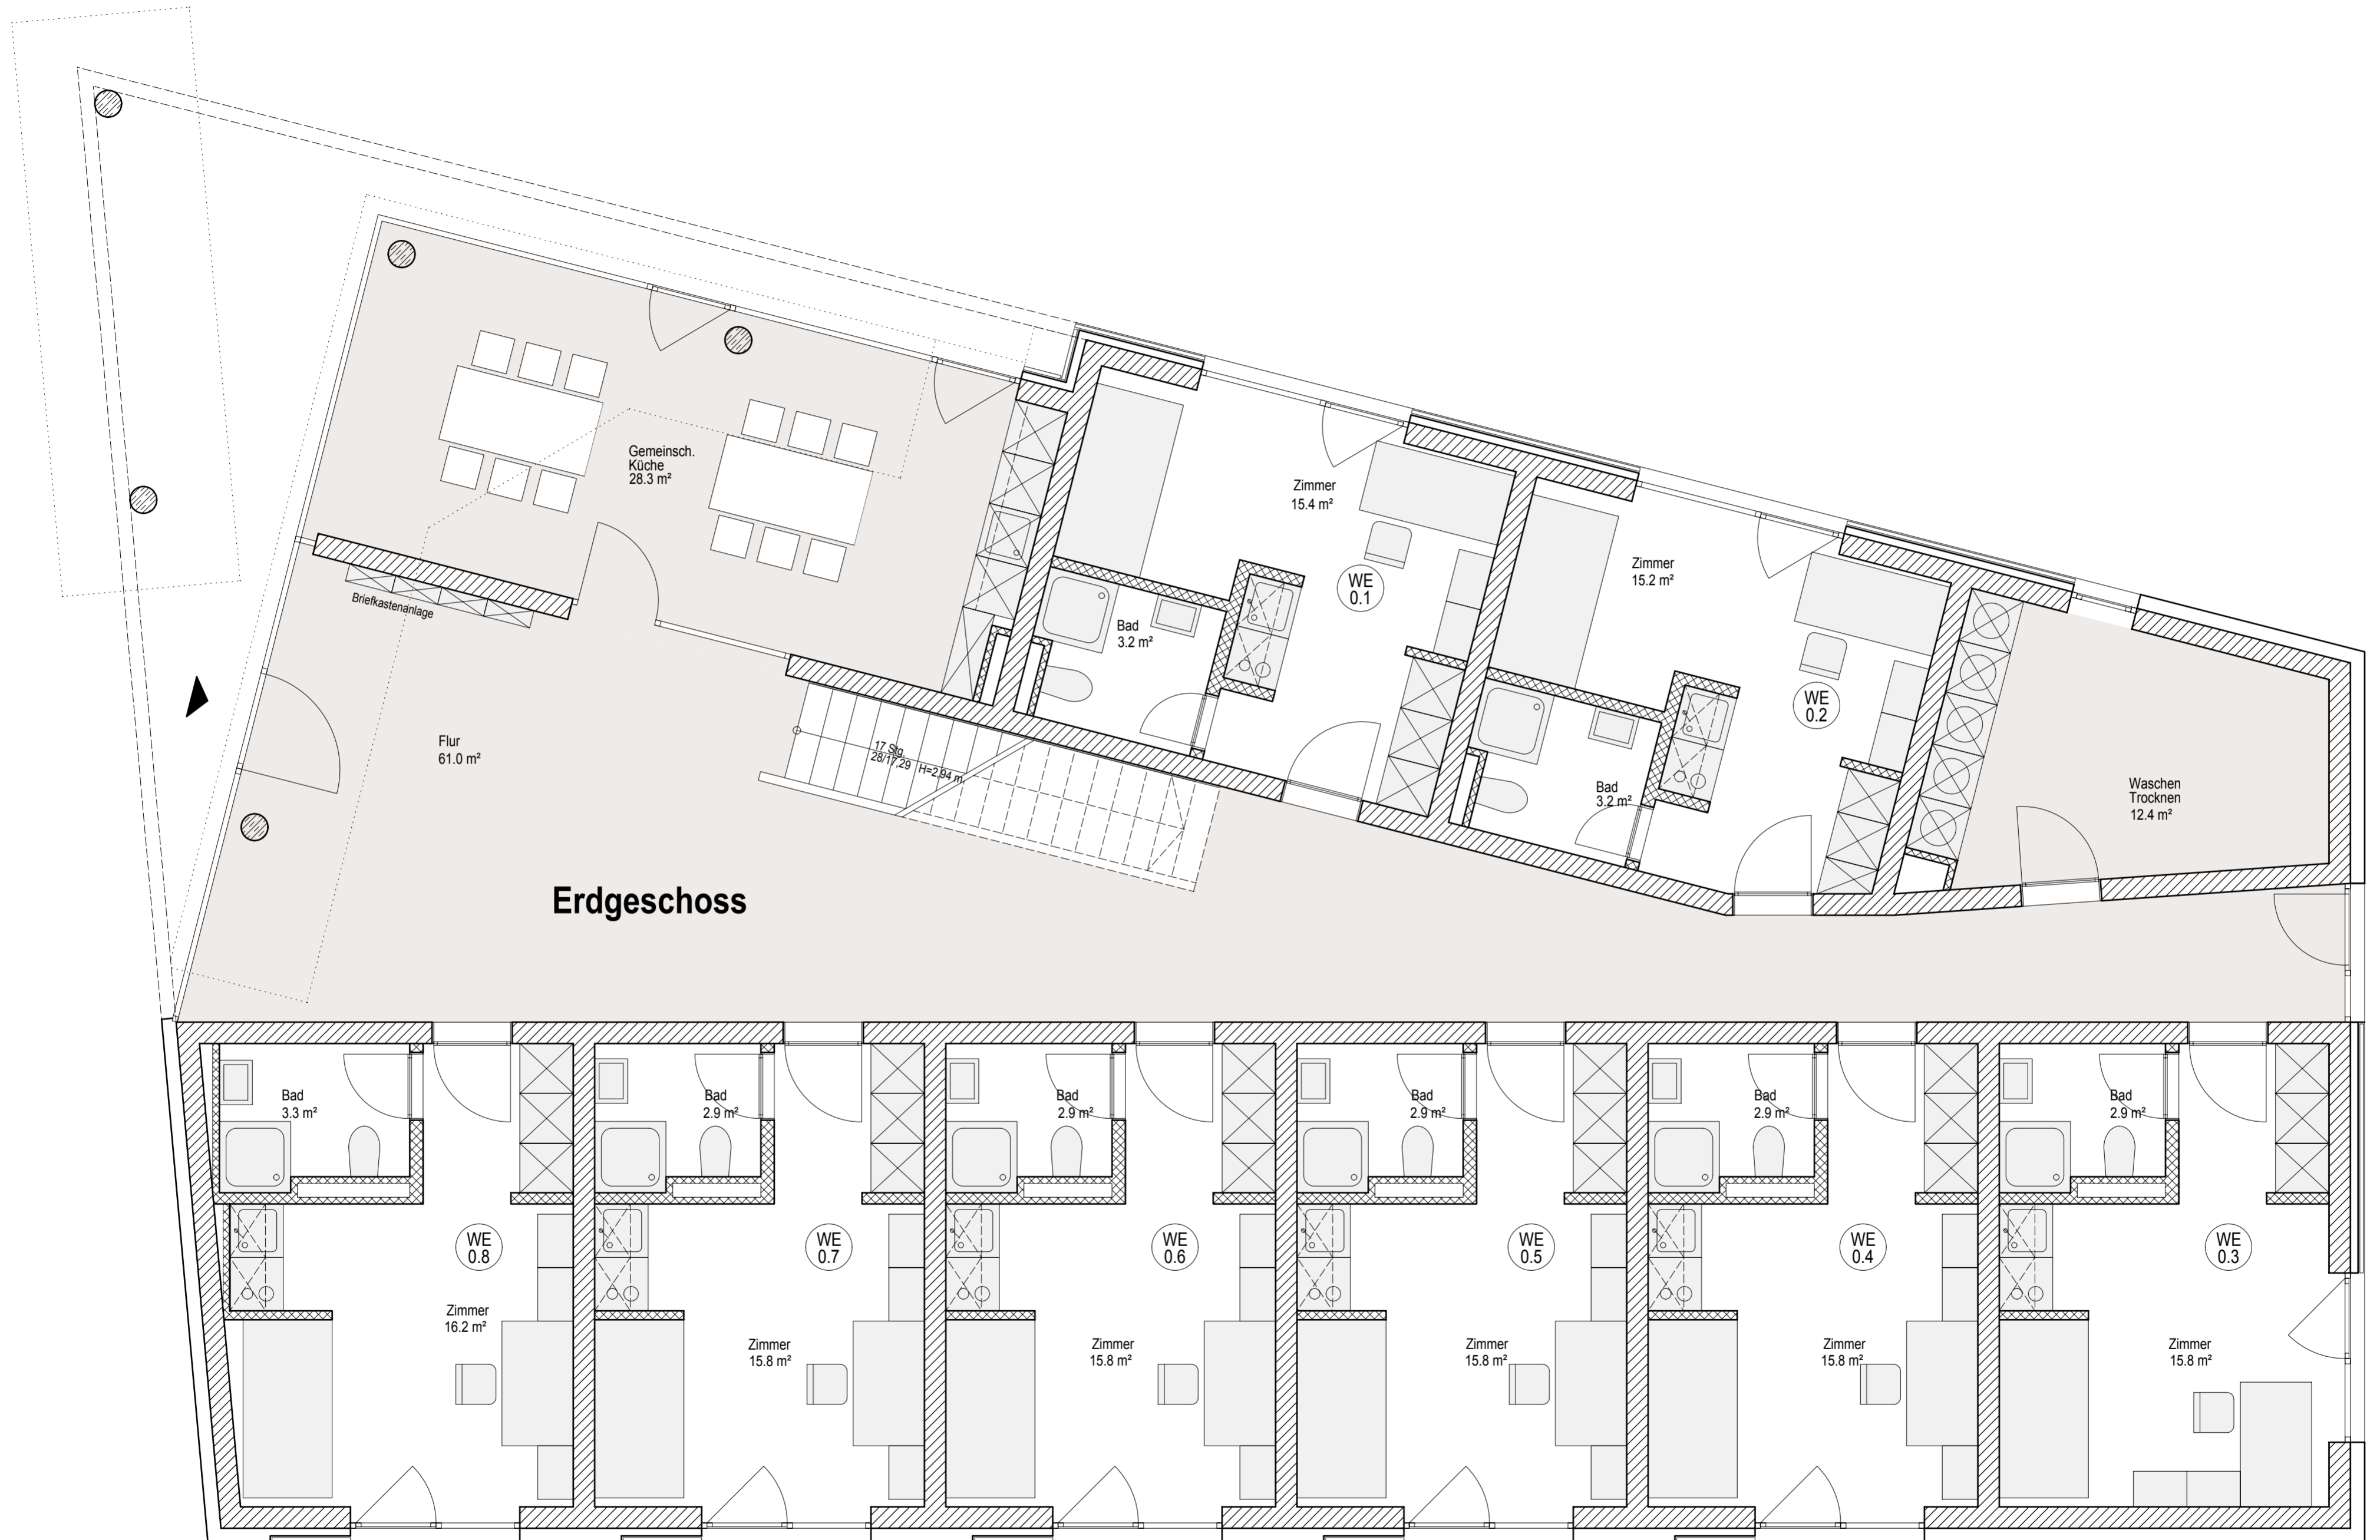 Gemeinsch.
Küche
28.3 m²
Briefkastenanlage
Flur
61.0 m²
17 Stg.
28/17,29 H=2,94 m
Erdgeschoss
Zimmer
15.4 m²
WE
0.1
Bad
3.2 m²
Zimmer
15.2 m²
WE
0.2
Bad
3.2 m²
Waschen
Trocknen
12.4 m²
Bad
3.3 m²
WE
0.8
Zimmer
16.2 m²
Bad
2.9 m²
WE
0.7
Zimmer
15.8 m²
Bad
2.9 m²
WE
0.6
Zimmer
15.8 m²
Bad
2.9 m²
WE
0.5
Zimmer
15.8 m²
Bad
2.9 m²
WE
0.4
Zimmer
15.8 m²
Bad
2.9 m²
WE
0.3
Zimmer
15.8 m²